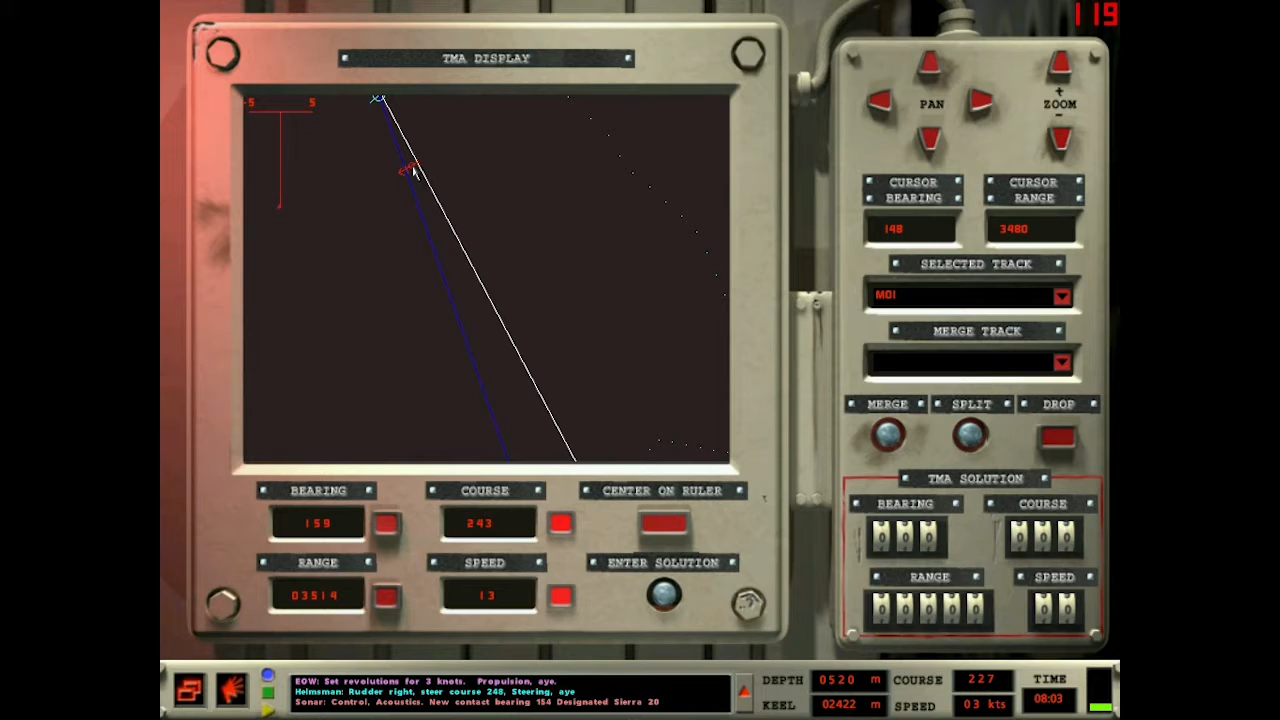 119
TMA DISPLAY
-5 5
PAN
+
ZOOM
-
CURSOR BEARING
CURSOR RANGE
148
3480
SELECTED TRACK
M01
MERGE TRACK
MERGE
SPLIT
DROP
BEARING
COURSE
CENTER ON RULER
159
243
RANGE
SPEED
ENTER SOLUTION
03514
13
TMA SOLUTION
BEARING
COURSE
000
000
RANGE
SPEED
00000
00
EOW: Set revolutions for 3 knots. Propulsion, aye.
Helmsman: Rudder right, steer course 248, Steering, aye
Sonar: Control, Acoustics. New contact bearing 154 Designated Sierra 20
DEPTH 0520 m COURSE 227 TIME
KEEL 02422 m SPEED 03 kts 08:03